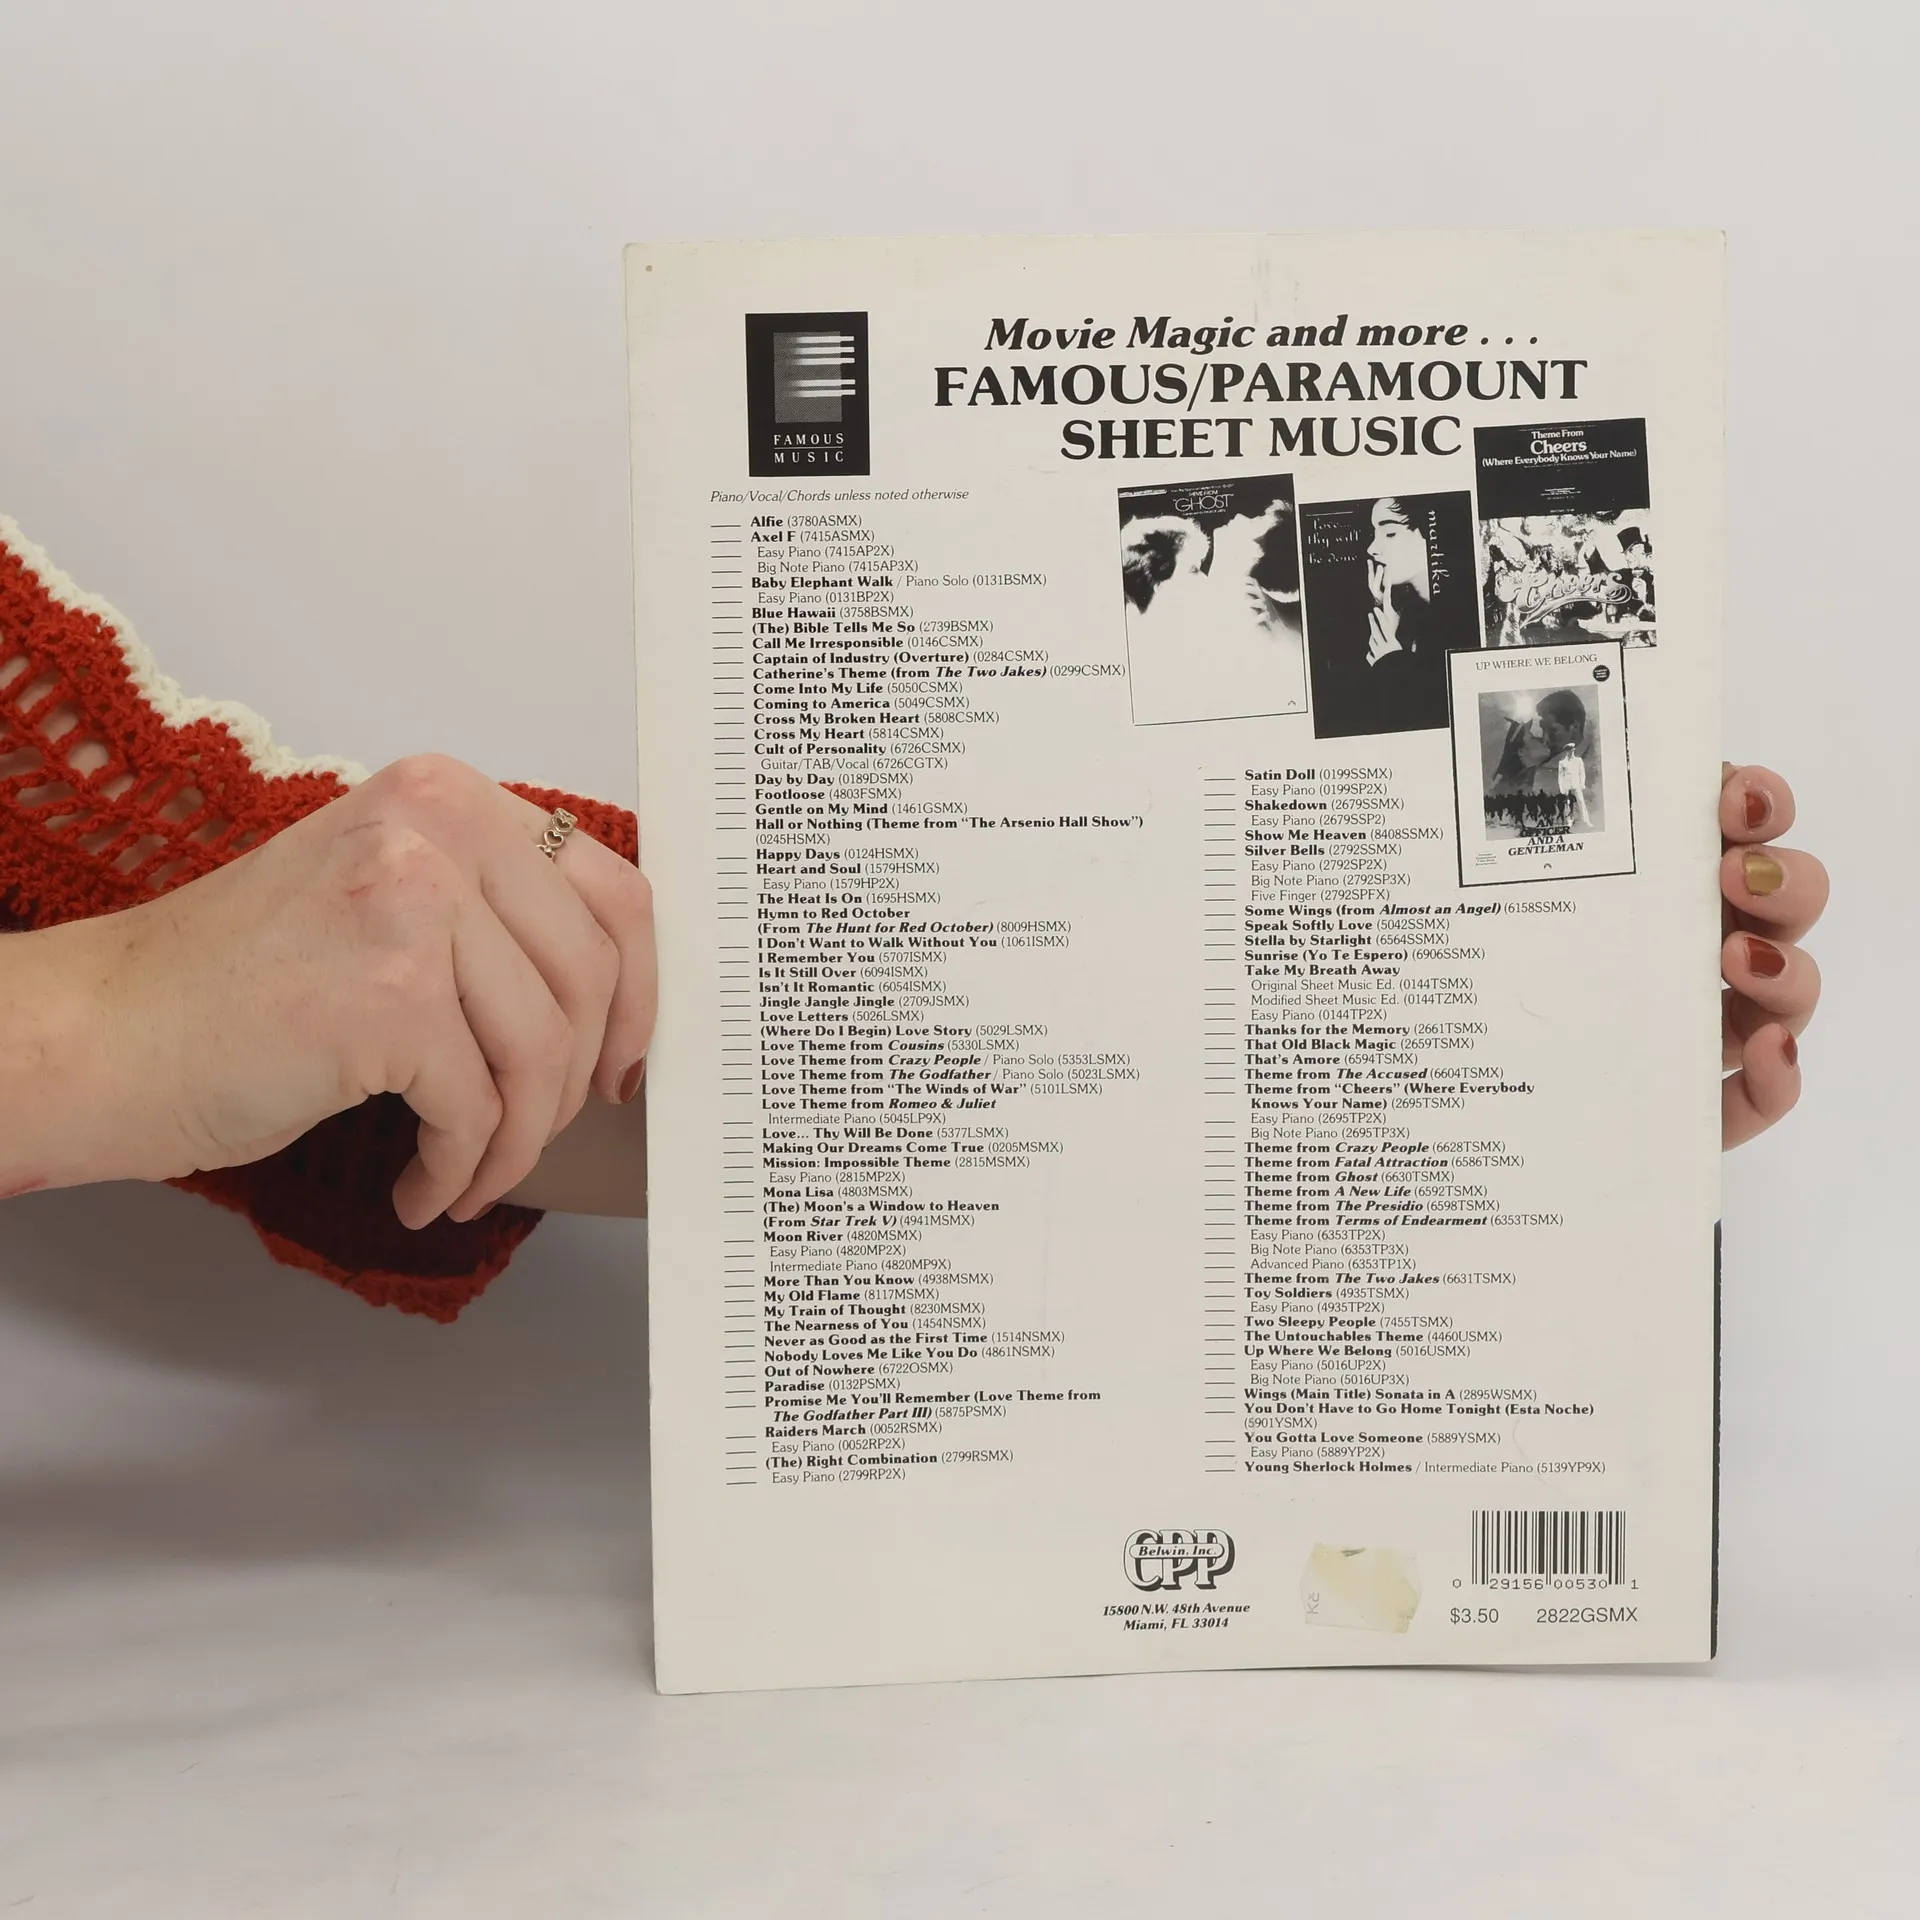 FAMOUS
MUSIC
Movie Magic and more . . .
FAMOUS/PARAMOUNT
SHEET MUSIC
Theme From
Cheers
(Where Everybody Knows Your Name)
Cheers
THEME FROM
"GHOST"
love...
thy will
be done
martika
UP WHERE WE BELONG
AN
OFFICER
AND A
GENTLEMAN
Piano/Vocal/Chords unless noted otherwise
Alfie (3780ASMX)
Axel F (7415ASMX)
Easy Piano (7415AP2X)
Big Note Piano (7415AP3X)
Baby Elephant Walk / Piano Solo (0131BSMX)
Easy Piano (0131BP2X)
Blue Hawaii (3758BSMX)
(The) Bible Tells Me So (2739BSMX)
Call Me Irresponsible (0146CSMX)
Captain of Industry (Overture) (0284CSMX)
Catherine's Theme (from The Two Jakes) (0299CSMX)
Come Into My Life (5050CSMX)
Coming to America (5049CSMX)
Cross My Broken Heart (5808CSMX)
Cross My Heart (5814CSMX)
Cult of Personality (6726CSMX)
Guitar/TAB/Vocal (6726CGTX)
Day by Day (0189DSMX)
Footloose (4803FSMX)
Gentle on My Mind (1461GSMX)
Hall or Nothing (Theme from "The Arsenio Hall Show")
(0245HSMX)
Happy Days (0124HSMX)
Heart and Soul (1579HSMX)
Easy Piano (1579HP2X)
The Heat Is On (1695HSMX)
Hymn to Red October
(From The Hunt for Red October) (8009HSMX)
I Don't Want to Walk Without You (1061ISMX)
I Remember You (5707ISMX)
Is It Still Over (6094ISMX)
Isn't It Romantic (6054ISMX)
Jingle Jangle Jingle (2709JSMX)
Love Letters (5026LSMX)
(Where Do I Begin) Love Story (5029LSMX)
Love Theme from Cousins (5330LSMX)
Love Theme from Crazy People / Piano Solo (5353LSMX)
Love Theme from The Godfather / Piano Solo (5023LSMX)
Love Theme from "The Winds of War" (5101LSMX)
Love Theme from Romeo & Juliet
Intermediate Piano (5045LP9X)
Love... Thy Will Be Done (5377LSMX)
Making Our Dreams Come True (0205MSMX)
Mission: Impossible Theme (2815MSMX)
Easy Piano (2815MP2X)
Mona Lisa (4803MSMX)
(The) Moon's a Window to Heaven
(From Star Trek V) (4941MSMX)
Moon River (4820MSMX)
Easy Piano (4820MP2X)
Intermediate Piano (4820MP9X)
More Than You Know (4938MSMX)
My Old Flame (8117MSMX)
My Train of Thought (8230MSMX)
The Nearness of You (1454NSMX)
Never as Good as the First Time (1514NSMX)
Nobody Loves Me Like You Do (4861NSMX)
Out of Nowhere (6722OSMX)
Paradise (0132PSMX)
Promise Me You'll Remember (Love Theme from
The Godfather Part III) (5875PSMX)
Raiders March (0052RSMX)
Easy Piano (0052RP2X)
(The) Right Combination (2799RSMX)
Easy Piano (2799RP2X)
Satin Doll (0199SSMX)
Easy Piano (0199SP2X)
Shakedown (2679SSMX)
Easy Piano (2679SSP2)
Show Me Heaven (8408SSMX)
Silver Bells (2792SSMX)
Easy Piano (2792SP2X)
Big Note Piano (2792SP3X)
Five Finger (2792SPFX)
Some Wings (from Almost an Angel) (6158SSMX)
Speak Softly Love (5042SSMX)
Stella by Starlight (6564SSMX)
Sunrise (Yo Te Espero) (6906SSMX)
Take My Breath Away
Original Sheet Music Ed. (0144TSMX)
Modified Sheet Music Ed. (0144TZMX)
Easy Piano (0144TP2X)
Thanks for the Memory (2661TSMX)
That Old Black Magic (2659TSMX)
That's Amore (6594TSMX)
Theme from The Accused (6604TSMX)
Theme from "Cheers" (Where Everybody
Knows Your Name) (2695TSMX)
Easy Piano (2695TP2X)
Big Note Piano (2695TP3X)
Theme from Crazy People (6628TSMX)
Theme from Fatal Attraction (6586TSMX)
Theme from Ghost (6630TSMX)
Theme from A New Life (6592TSMX)
Theme from The Presidio (6598TSMX)
Theme from Terms of Endearment (6353TSMX)
Easy Piano (6353TP2X)
Big Note Piano (6353TP3X)
Advanced Piano (6353TP1X)
Theme from The Two Jakes (6631TSMX)
Toy Soldiers (4935TSMX)
Easy Piano (4935TP2X)
Two Sleepy People (7455TSMX)
The Untouchables Theme (4460USMX)
Up Where We Belong (5016USMX)
Easy Piano (5016UP2X)
Big Note Piano (5016UP3X)
Wings (Main Title) Sonata in A (2895WSMX)
You Don't Have to Go Home Tonight (Esta Noche)
(5901YSMX)
You Gotta Love Someone (5889YSMX)
Easy Piano (5889YP2X)
Young Sherlock Holmes / Intermediate Piano (5139YP9X)
CPP
Belwin, Inc.
15800 N.W. 48th Avenue
Miami, FL 33014
Kč
0 29156 00530 1
$3.50 2822GSMX